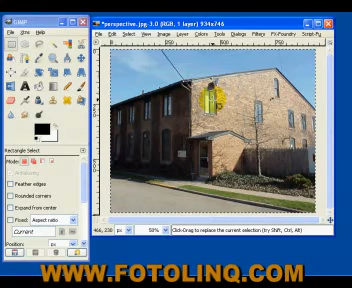 GIMP
File Xtns Help
Rectangle Select
Mode:
Antialiasing
Feather edges
Rounded corners
Expand from center
Fixed: Aspect ratio
Current
Position: px
*perspective.jpg-3.0 (RGB, 1 layer) 934x746
File Edit Select View Image Layer Colors Tools Dialogs Filters FX-Foundry Script-Fu
466, 230 px 50% Click-Drag to replace the current selection (try Shift, Ctrl, Alt)
WWW.FOTOLINQ.COM